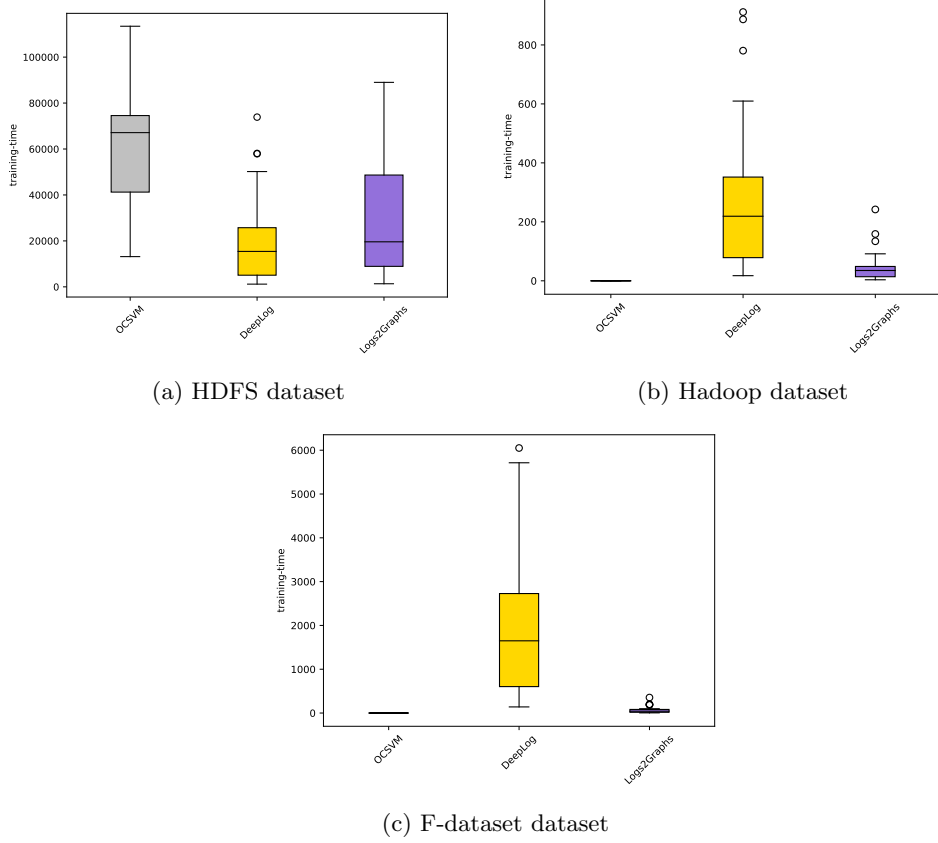 100000
80000
60000
40000
20000
0
training-time
OCSVM
DeepLog
Logs2Graphs
(a) HDFS dataset
800
600
400
200
0
training-time
OCSVM
DeepLog
Logs2Graphs
(b) Hadoop dataset
6000
5000
4000
3000
2000
1000
0
training-time
OCSVM
DeepLog
Logs2Graphs
(c) F-dataset dataset